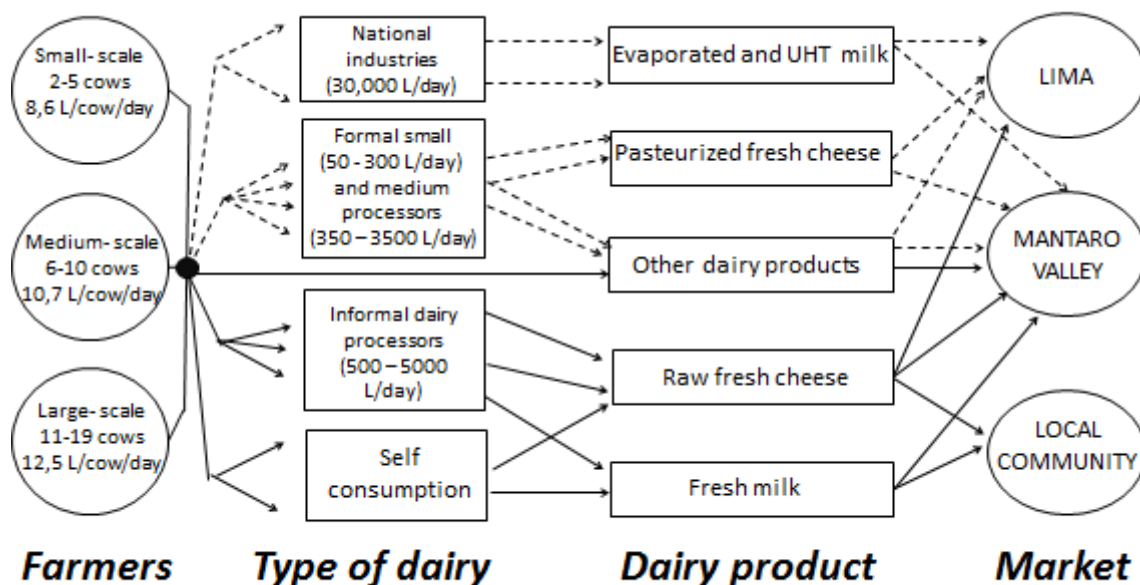 Small- scale
2-5 cows
8,6 L/cow/day
Medium- scale
6-10 cows
10,7 L/cow/day
Large- scale
11-19 cows
12,5 L/cow/day
National
industries
(30,000 L/day)
Formal small
(50 - 300 L/day)
and medium
processors
(350 – 3500 L/day)
Informal dairy
processors
(500 – 5000
L/day)
Self
consumption
Evaporated and UHT milk
Pasteurized fresh cheese
Other dairy products
Raw fresh cheese
Fresh milk
LIMA
MANTARO
VALLEY
LOCAL
COMMUNITY
Farmers
Type of dairy
Dairy product
Market